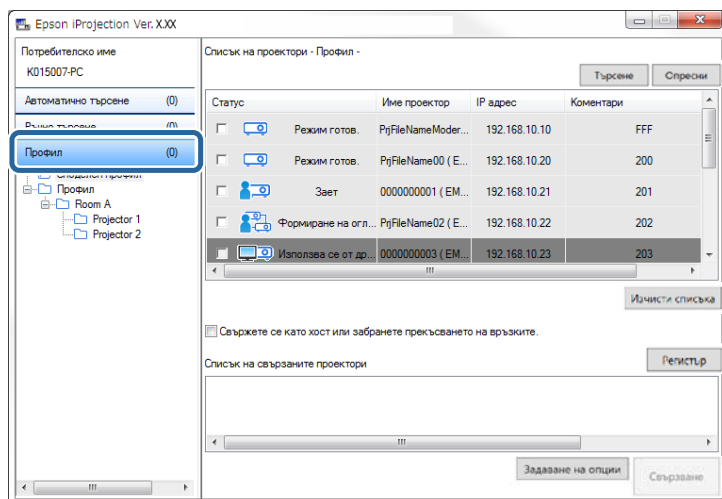 Epson iProjection Ver. X.XX
Потребителско име
K015007-PC
Автоматично търсене (0)
Ръчно търсене (0)
Профил (0)
Споделен профил
Профил
Room A
Projector 1
Projector 2
Списък на проектори - Профил -
Търсене Опресни
Статус Име проектор IP адрес Коментари
Режим готов. PrjFileNameModer... 192.168.10.10 FFF
Режим готов. PrjFileName00 ( E... 192.168.10.20 200
Зает 0000000001 ( EM... 192.168.10.21 201
Формиране на огл... PrjFileName02 ( E... 192.168.10.22 202
Използва се от др... 0000000003 ( EM... 192.168.10.23 203
Изчисти списъка
Свържете се като хост или забранете прекъсването на връзките.
Списък на свързаните проектори
Регистър
Задаване на опции
Свързване